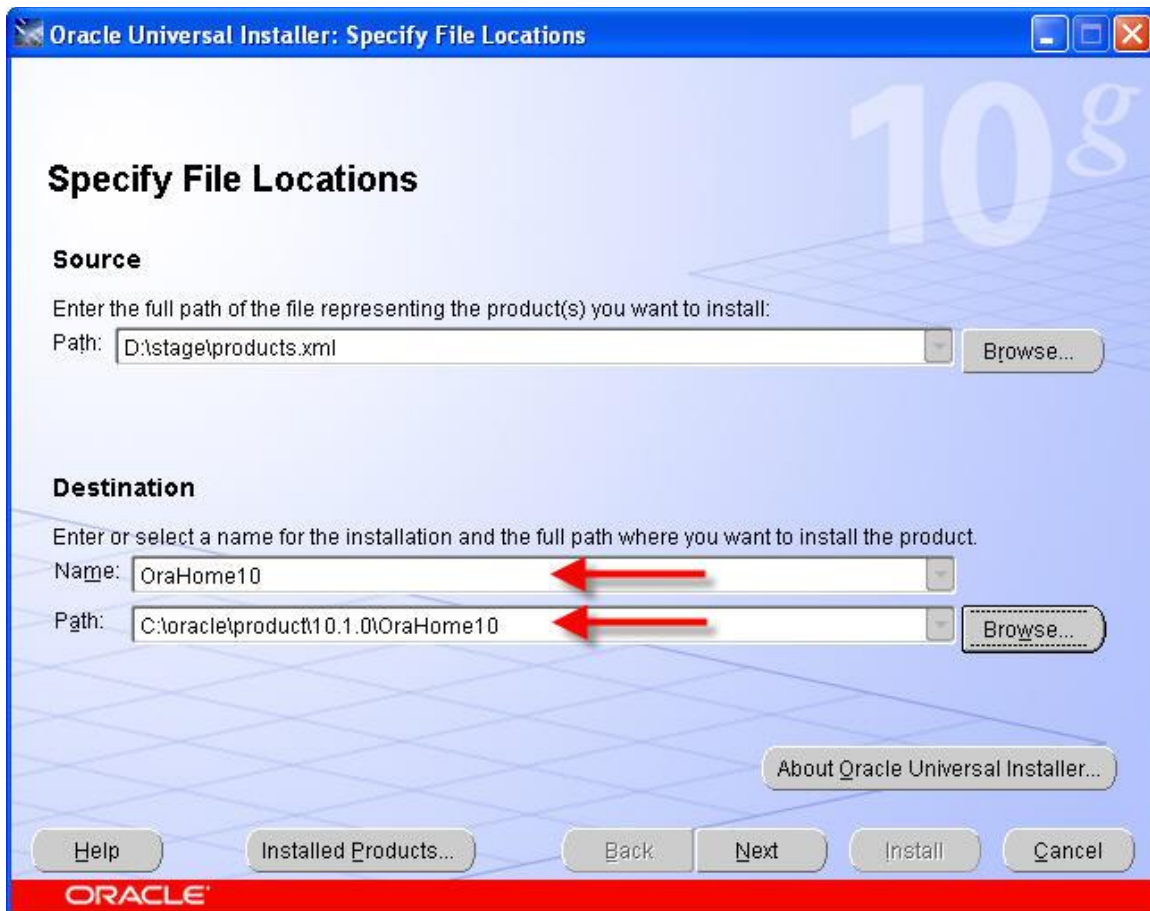 Oracle Universal Installer: Specify File Locations
10g
Specify File Locations
Source
Enter the full path of the file representing the product(s) you want to install:
Path: D:\stage\products.xml Browse...
Destination
Enter or select a name for the installation and the full path where you want to install the product.
Name: OraHome10
Path: C:\oracle\product\10.1.0\OraHome10 Browse...
About Oracle Universal Installer...
Help Installed Products... Back Next Install Cancel
ORACLE